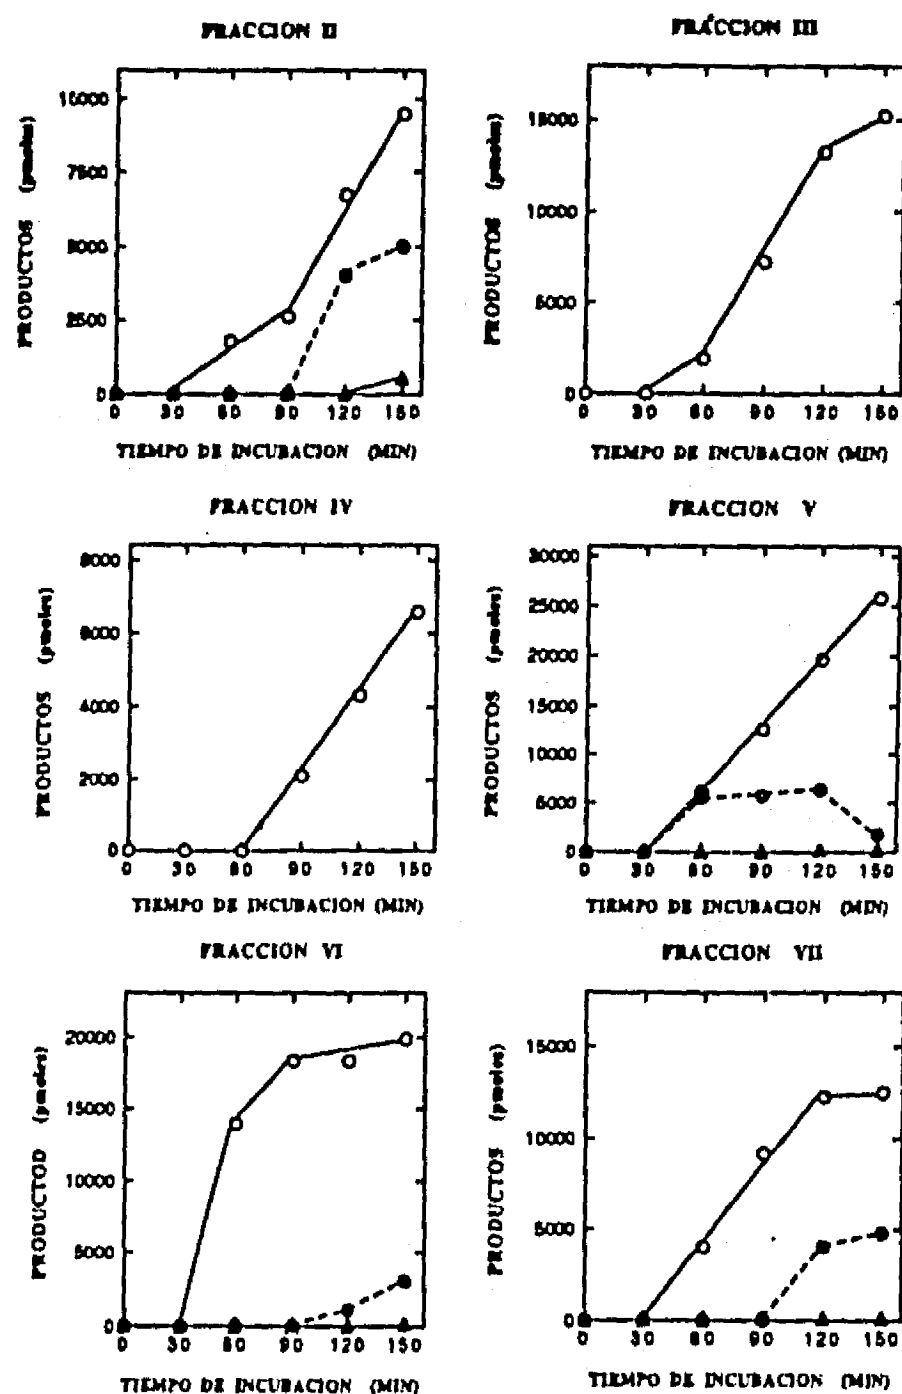 FRACCION II
PRODUCTOS (pmoles)
10000
7500
5000
2500
0
0 30 60 90 120 150
TIEMPO DE INCUBACION (MIN)
FRACCION III
PRODUCTOS (pmoles)
15000
10000
5000
0
0 30 60 90 120 150
TIEMPO DE INCUBACION (MIN)
FRACCION IV
PRODUCTOS (pmoles)
8000
6000
4000
2000
0
0 30 60 90 120 150
TIEMPO DE INCUBACION (MIN)
FRACCION V
PRODUCTOS (pmoles)
30000
25000
20000
15000
10000
5000
0
0 30 60 90 120 150
TIEMPO DE INCUBACION (MIN)
FRACCION VI
PRODUCTOD (pmoles)
20000
15000
10000
5000
0
0 30 60 90 120 150
TIEMPO DE INCUBACION (MIN)
FRACCION VII
PRODUCTOS (pmoles)
15000
10000
5000
0
0 30 60 90 120 150
TIEMPO DE INCUBACION (MIN)